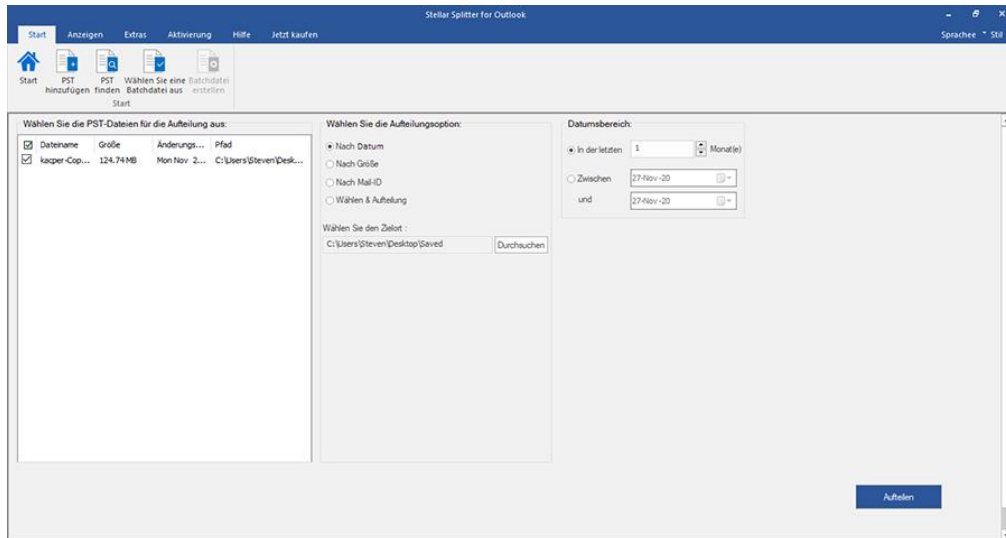 Stellar Splitter for Outlook
Start Anzeigen Extras Aktivierung Hilfe Jetzt kaufen Sprachee Stil
Start PST hinzufügen PST finden Wählen Sie eine Batchdatei aus Batchdatei erstellen
Start
Wählen Sie die PST-Dateien für die Aufteilung aus:
Dateiname Größe Änderungs... Pfad
kacper-Cop... 124.74 MB Mon Nov 2... C:\Users\Steven\Desk...
Wählen Sie die Aufteilungsoption:
Nach Datum
Nach Größe
Nach Mail-ID
Wählen & Aufteilung
Wählen Sie den Zielort :
C:\Users\Steven\Desktop\Saved Durchsuchen
Datumsbereich:
In der letzten 1 Monat(e)
Zwischen 27-Nov-20
und 27-Nov-20
Aufteilen